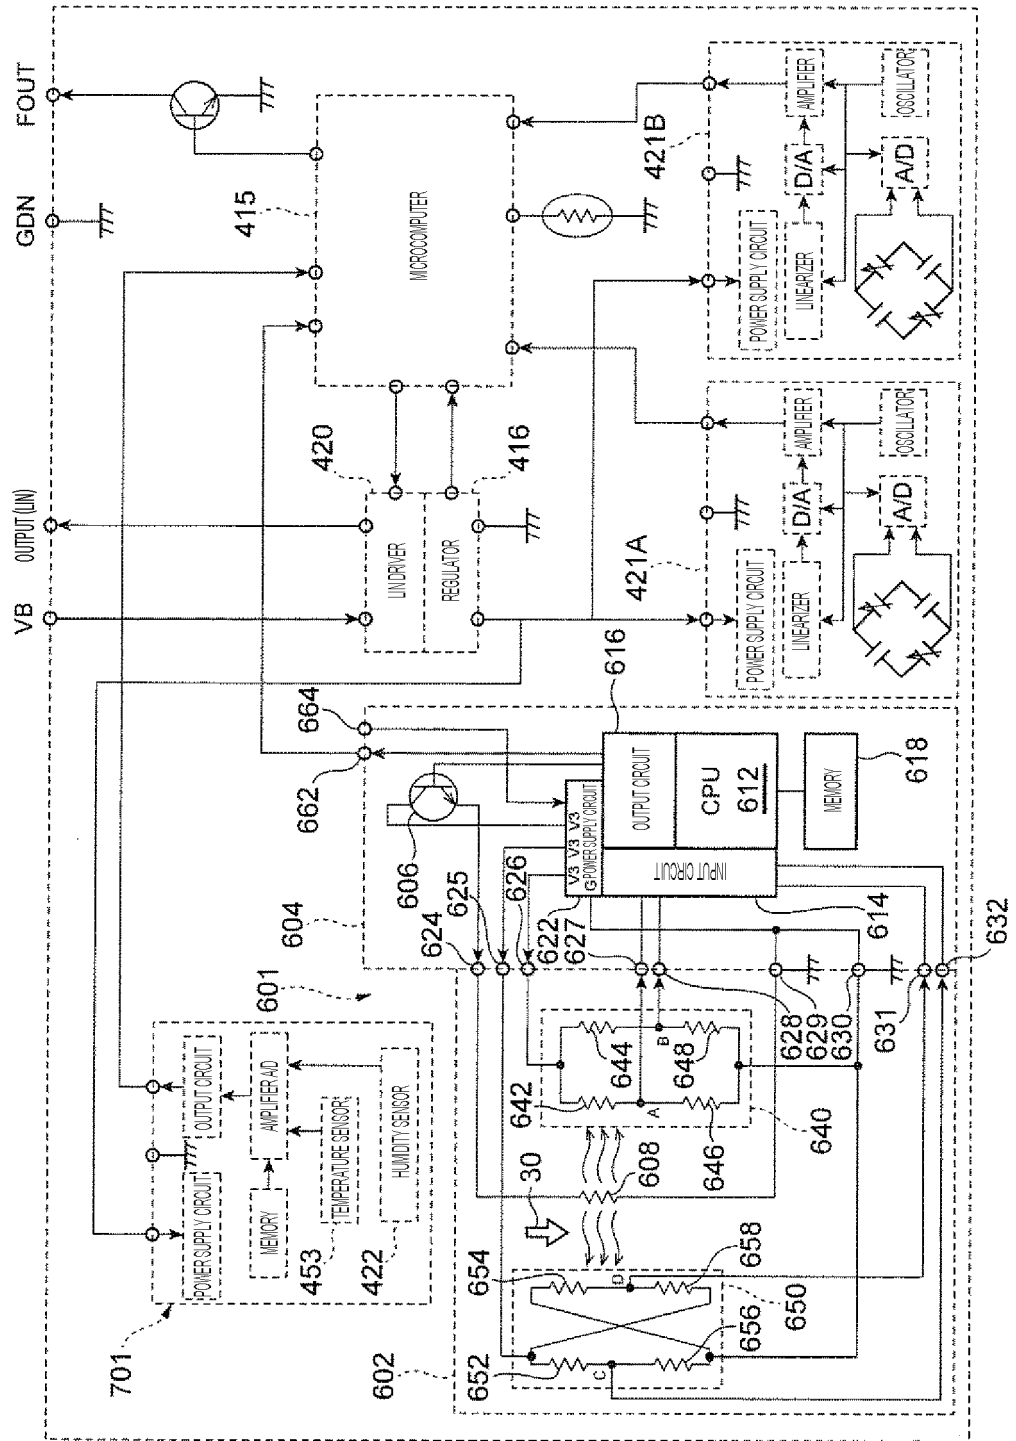 VB
OUTPUT (LIN)
GDN
FOUT
701
POWER SUPPLY CIRCUIT
OUTPUT CIRCUIT
MEMORY
AMPLIFIER A/D
453
TEMPERATURE SENSOR
422
HUMIDITY SENSOR
601
604
662
664
606
624
625
626
622
627
V3 V3 V3
G POWER SUPPLY CIRCUIT
616
OUTPUT CIRCUIT
CPU
612
INPUT CIRCUIT
MEMORY
618
614
628
629
630
631
632
602
652
654
C
D
656
658
650
30
608
642
644
A
B
646
648
640
420
LIN DRIVER
REGULATOR
416
415
MICROCOMPUTER
421A
POWER SUPPLY CIRCUIT
LINEARIZER
D/A
AMPLIFIER
A/D
OSCILLATOR
421B
POWER SUPPLY CIRCUIT
LINEARIZER
D/A
AMPLIFIER
A/D
OSCILLATOR